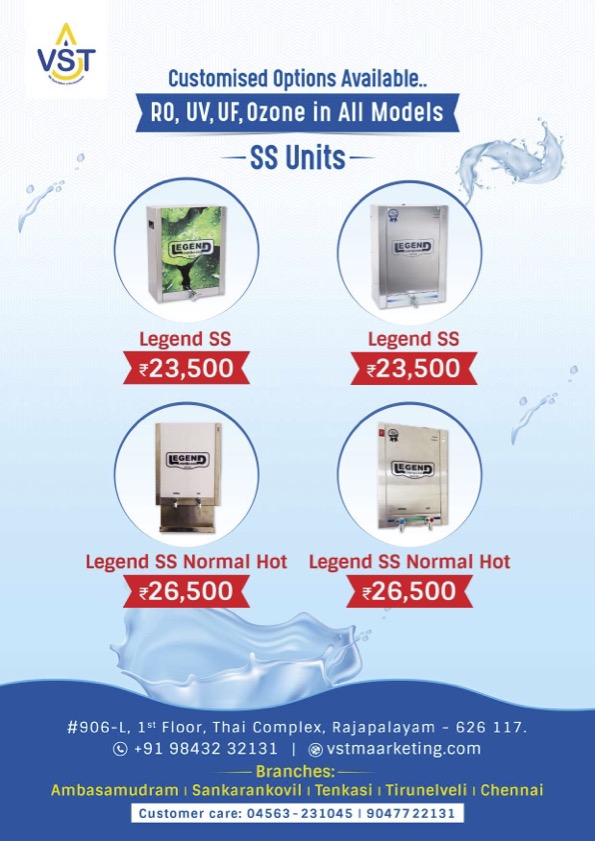 VST
Customised Options Available..
RO, UV, UF, Ozone in All Models
SS Units
LEGEND
LEGEND
Legend SS
Legend SS
₹23,500
₹23,500
LEGEND
LEGEND
Legend SS Normal Hot
Legend SS Normal Hot
₹26,500
₹26,500
#906-L, 1st Floor, Thai Complex, Rajapalayam - 626 117.
+91 98432 32131 | vstmaarketing.com
Branches:
Ambasamudram | Sankarankovil | Tenkasi | Tirunelveli | Chennai
Customer care: 04563-231045 | 9047722131